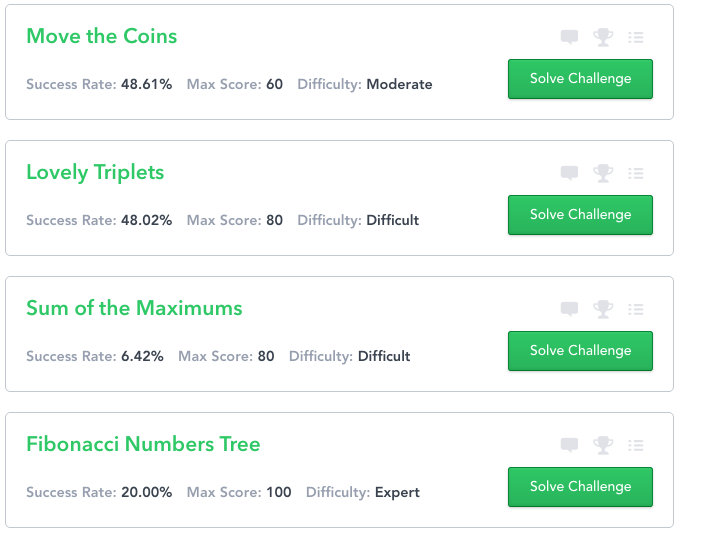 Move the Coins
Success Rate: 48.61% Max Score: 60 Difficulty: Moderate
Solve Challenge
Lovely Triplets
Success Rate: 48.02% Max Score: 80 Difficulty: Difficult
Solve Challenge
Sum of the Maximums
Success Rate: 6.42% Max Score: 80 Difficulty: Difficult
Solve Challenge
Fibonacci Numbers Tree
Success Rate: 20.00% Max Score: 100 Difficulty: Expert
Solve Challenge